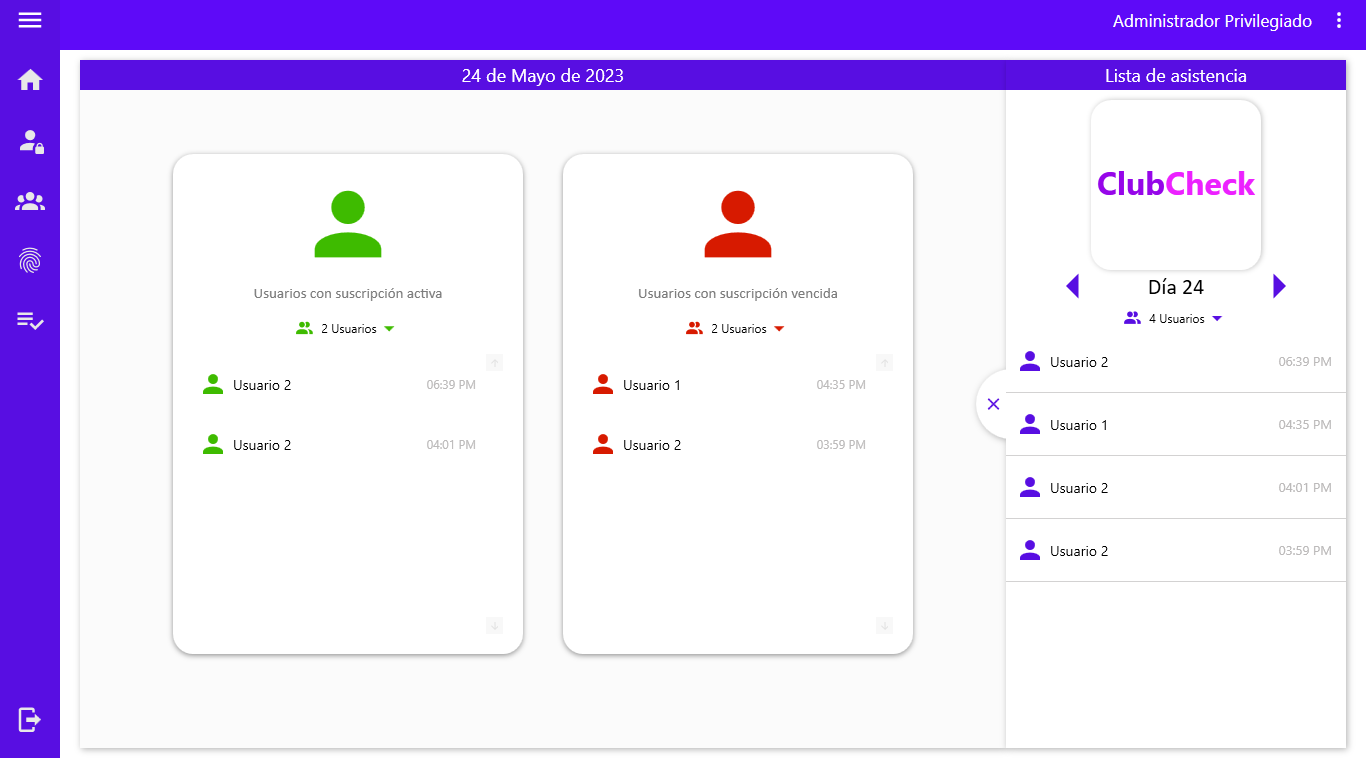 Administrador Privilegiado
24 de Mayo de 2023
Usuarios con suscripción activa
2 Usuarios
Usuario 2 06:39 PM
Usuario 2 04:01 PM
Usuarios con suscripción vencida
2 Usuarios
Usuario 1 04:35 PM
Usuario 2 03:59 PM
Lista de asistencia
ClubCheck
Día 24
4 Usuarios
Usuario 2 06:39 PM
Usuario 1 04:35 PM
Usuario 2 04:01 PM
Usuario 2 03:59 PM